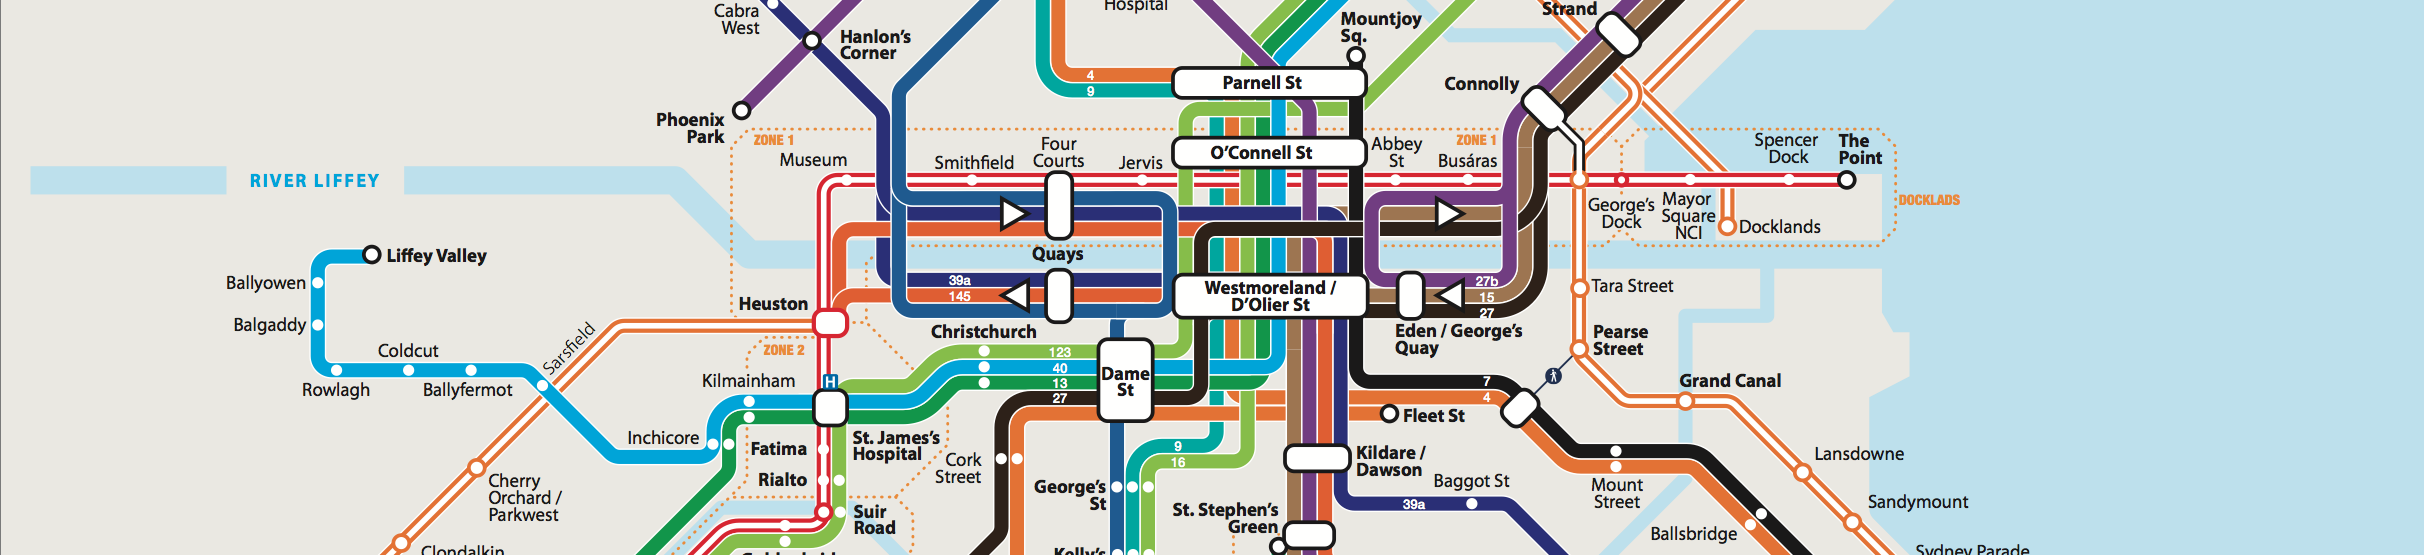 Cabra
West
Hospital
Strand
Mountjoy
Sq.
Hanlon's
Corner
Parnell St
4
9
Connolly
Phoenix
Park
ZONE 1
Museum
Smithfield
Four
Courts
Jervis
O'Connell St
Abbey
St
ZONE 1
Busáras
Spencer
Dock
The
Point
RIVER LIFFEY
George's
Dock
Mayor
Square
NCI
DOCKLADS
Docklands
Liffey Valley
Quays
Ballyowen
39a
145
Westmoreland /
D'Olier St
27b
15
27
Tara Street
Heuston
Balgaddy
Christchurch
Eden / George's
Quay
Pearse
Street
Sarsfield
ZONE 2
Coldcut
123
40
13
27
Dame
St
Kilmainham
H
7
4
Grand Canal
Rowlagh
Ballyfermot
Fleet St
Inchicore
Fatima
St. James's
Hospital
9
16
Cork
Street
Kildare /
Dawson
Lansdowne
Rialto
Cherry
Orchard /
Parkwest
George's
St
Baggot St
39a
Mount
Street
Suir
Road
St. Stephen's
Green
Sandymount
Ballsbridge
Clondalkin
Kelly's
Sydney Parade